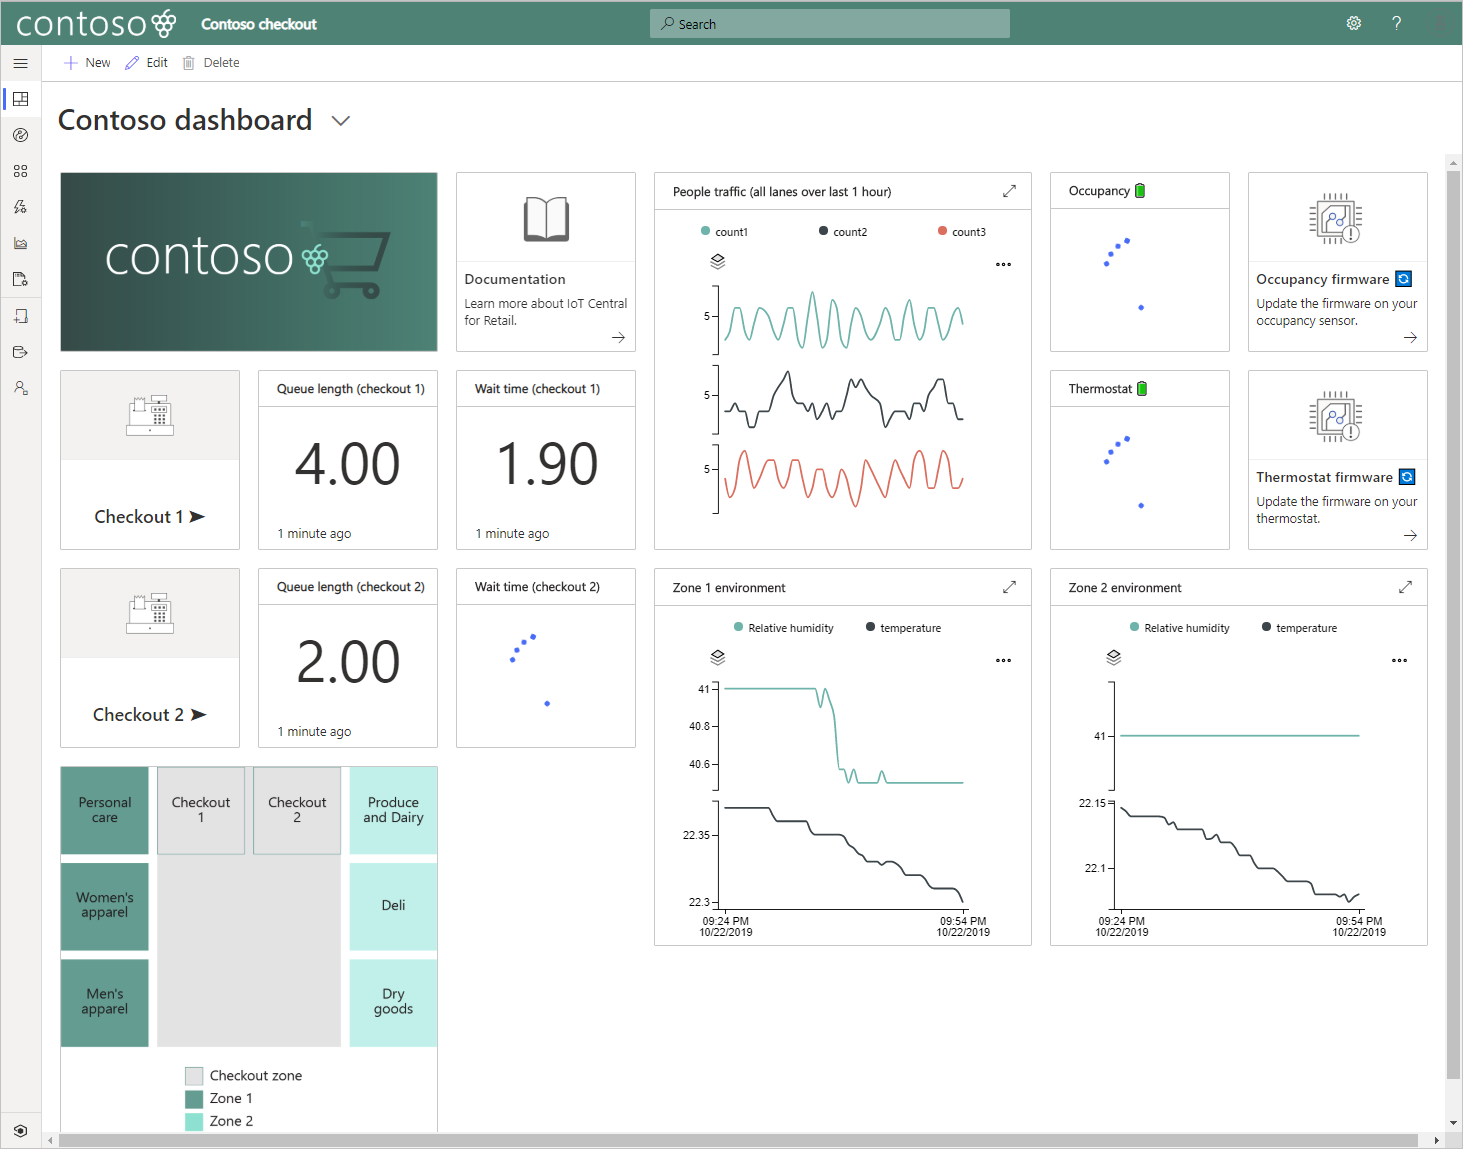 contoso
Contoso checkout
Search
?
New
Edit
Delete
Contoso dashboard
contoso
Documentation
Learn more about IoT Central
for Retail.
People traffic (all lanes over last 1 hour)
count1
count2
count3
5
5
5
Occupancy
Occupancy firmware
Update the firmware on your
occupancy sensor.
Checkout 1
Queue length (checkout 1)
4.00
1 minute ago
Wait time (checkout 1)
1.90
1 minute ago
Thermostat
Thermostat firmware
Update the firmware on your
thermostat.
Checkout 2
Queue length (checkout 2)
2.00
1 minute ago
Wait time (checkout 2)
Zone 1 environment
Relative humidity
temperature
41
40.8
40.6
22.35
22.3
09:24 PM
10/22/2019
09:54 PM
10/22/2019
Zone 2 environment
Relative humidity
temperature
41
22.15
22.1
09:24 PM
10/22/2019
09:54 PM
10/22/2019
Personal
care
Checkout
1
Checkout
2
Produce
and Dairy
Women's
apparel
Deli
Men's
apparel
Dry
goods
Checkout zone
Zone 1
Zone 2